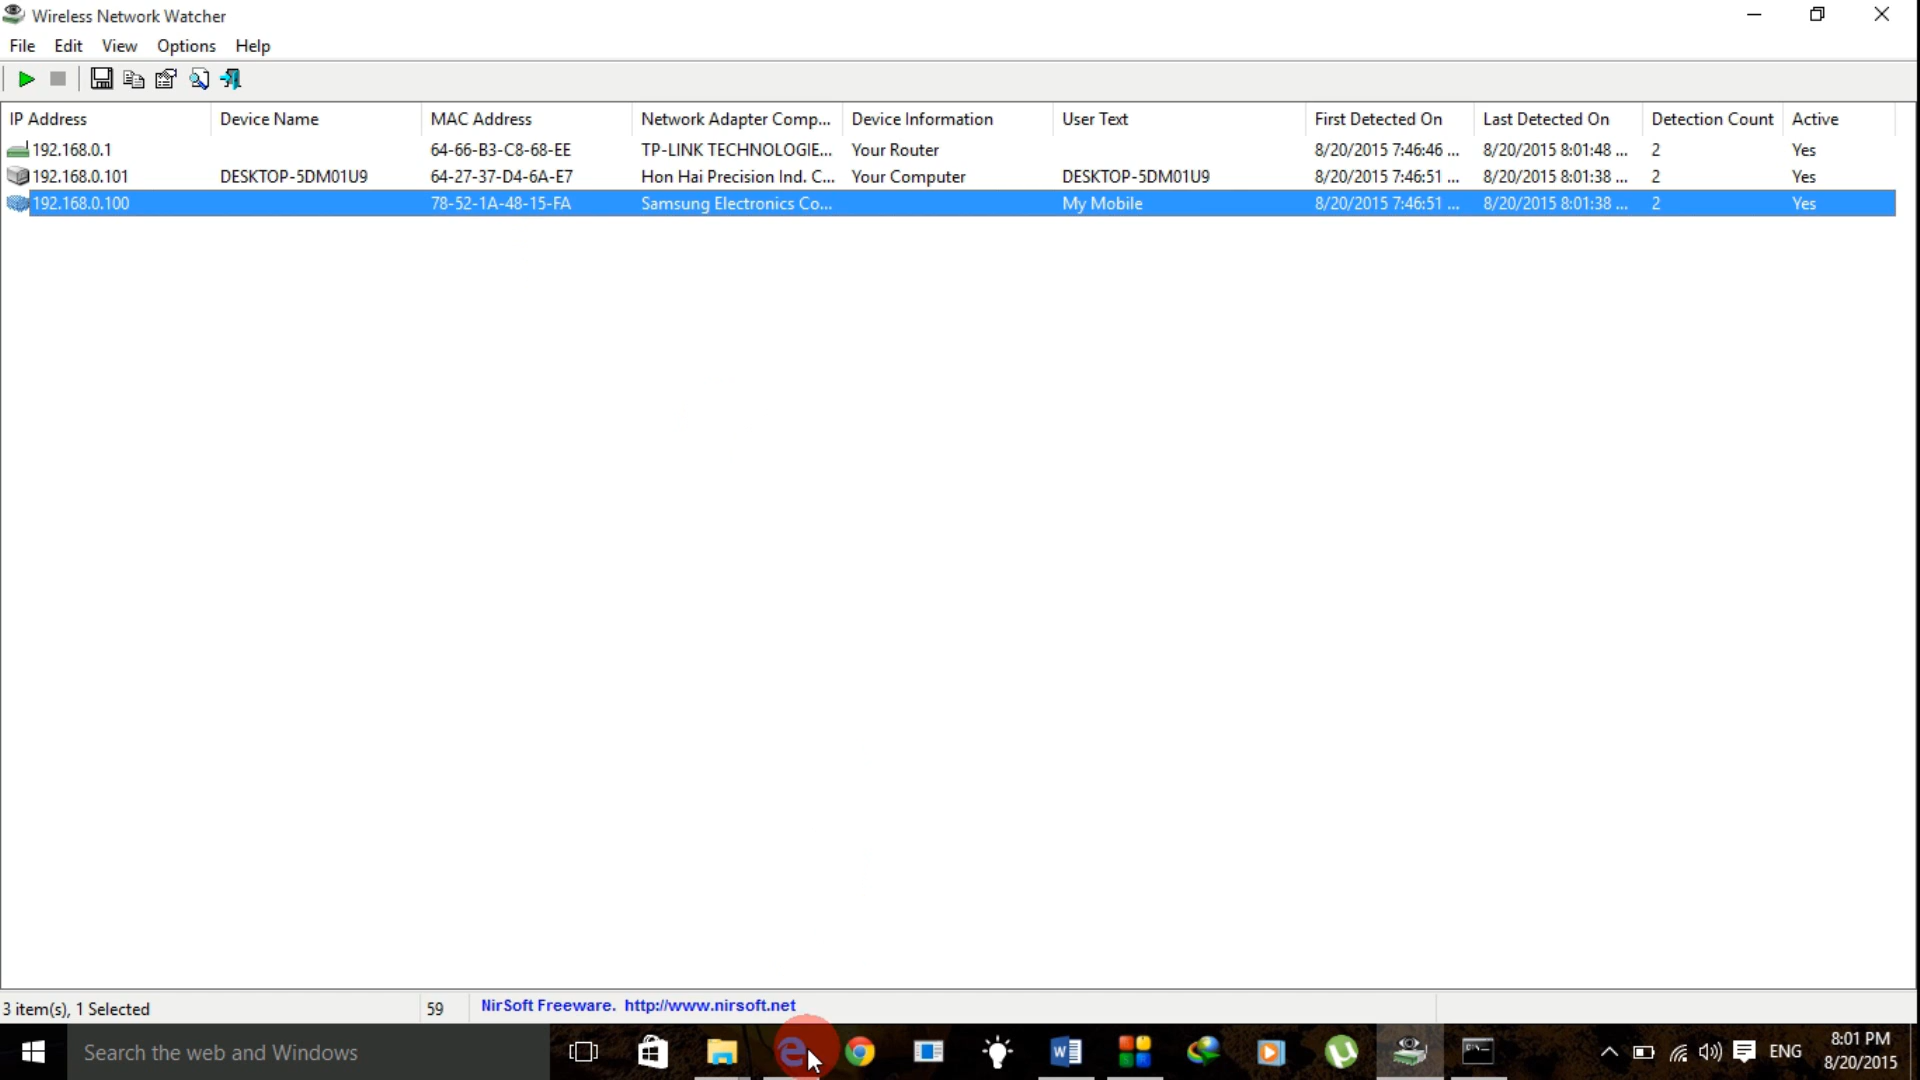 Wireless Network Watcher
File Edit View Options Help
IP Address Device Name MAC Address Network Adapter Comp... Device Information User Text First Detected On Last Detected On Detection Count Active
192.168.0.1 64-66-B3-C8-68-EE TP-LINK TECHNOLOGIE... Your Router 8/20/2015 7:46:46 ... 8/20/2015 8:01:48 ... 2 Yes
192.168.0.101 DESKTOP-5DM01U9 64-27-37-D4-6A-E7 Hon Hai Precision Ind. C... Your Computer DESKTOP-5DM01U9 8/20/2015 7:46:51 ... 8/20/2015 8:01:38 ... 2 Yes
192.168.0.100 78-52-1A-48-15-FA Samsung Electronics Co... My Mobile 8/20/2015 7:46:51 ... 8/20/2015 8:01:38 ... 2 Yes
3 item(s), 1 Selected 59 NirSoft Freeware. http://www.nirsoft.net
Search the web and Windows ENG 8:01 PM
8/20/2015